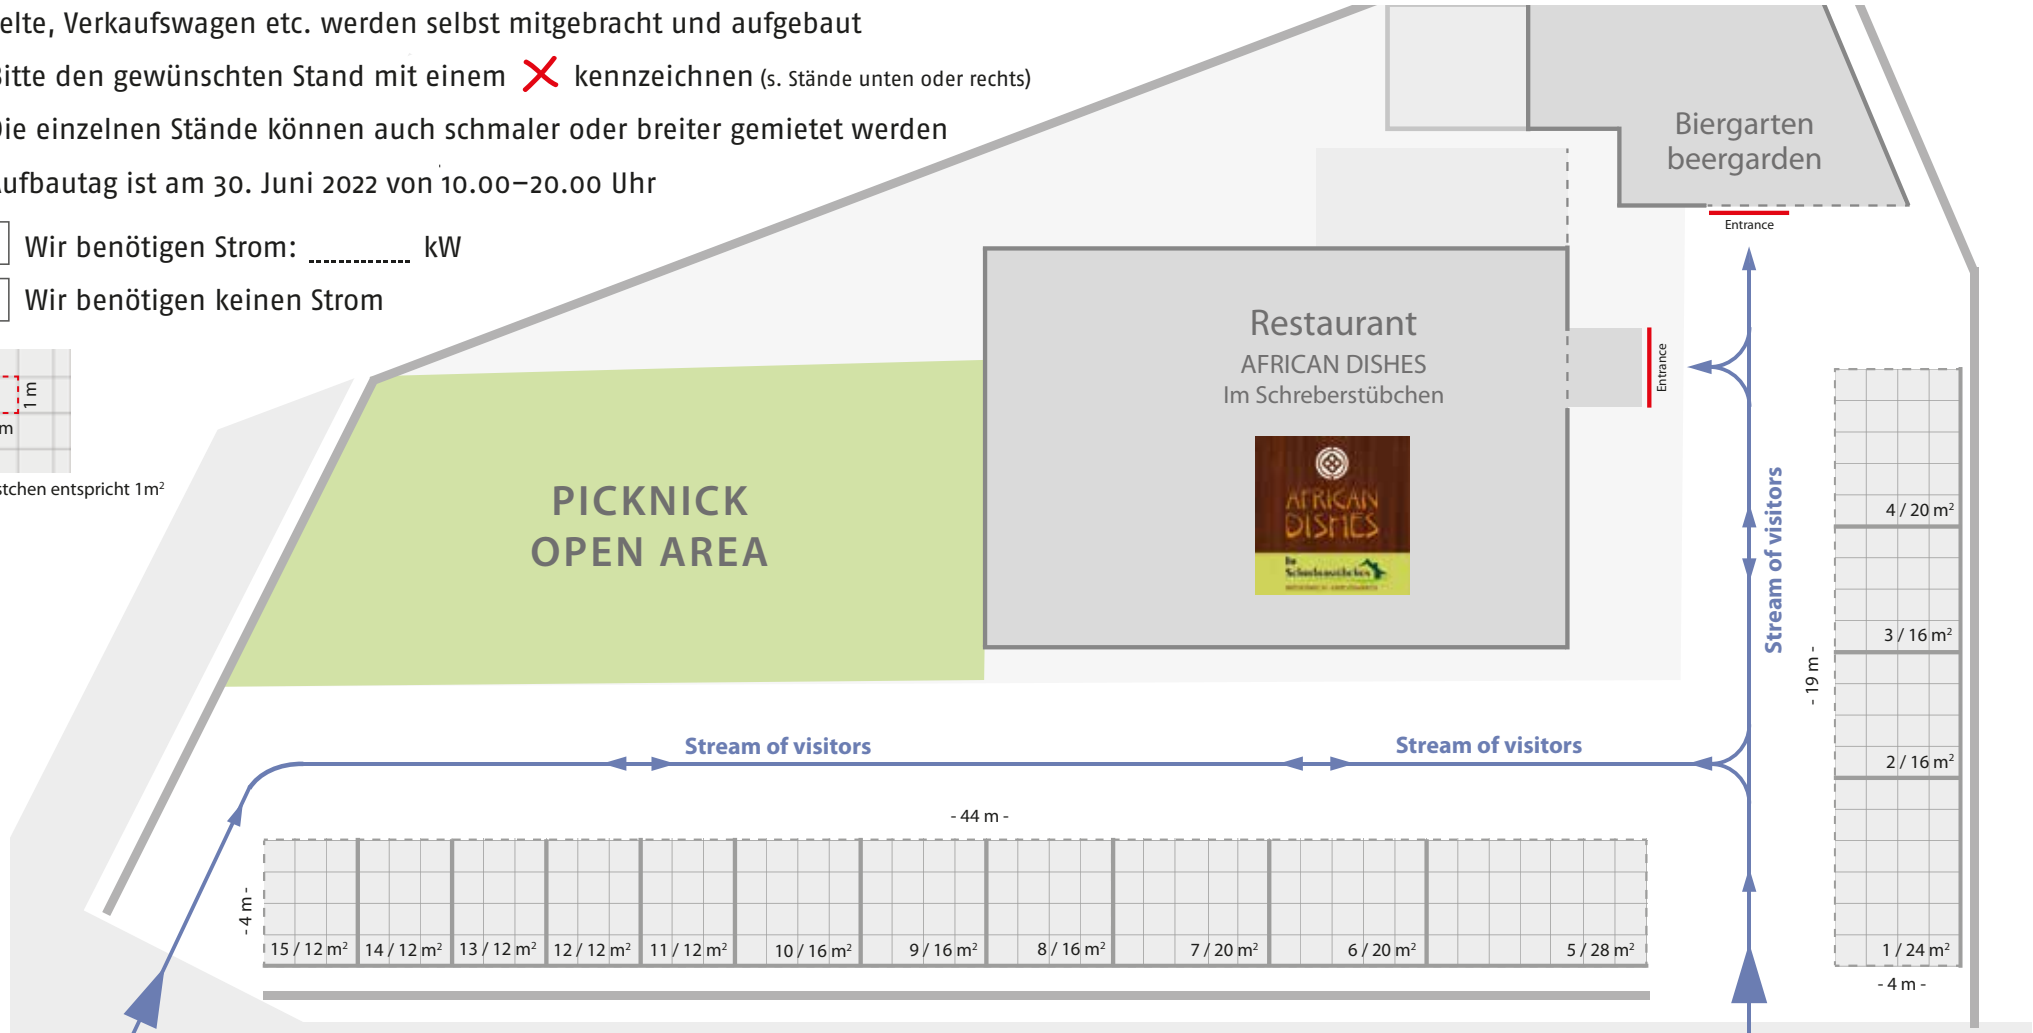 elte, Verkaufswagen etc. werden selbst mitgebracht und aufgebaut
Bitte den gewünschten Stand mit einem kennzeichnen (s. Stände unten oder rechts)
Die einzelnen Stände können auch schmaler oder breiter gemietet werden
Aufbautag ist am 30. Juni 2022 von 10.00–20.00 Uhr
Wir benötigen Strom: ............ kW
Wir benötigen keinen Strom
1 m
m
stchen entspricht 1m²
Biergarten
beergarden
Entrance
Restaurant
AFRICAN DISHES
Im Schreberstübchen
Entrance
AFRICAN
DISHES
Im
Schreberstübchen
PICKNICK
OPEN AREA
Stream of visitors
4 / 20 m²
3 / 16 m²
- 19 m -
2 / 16 m²
1 / 24 m²
- 4 m -
Stream of visitors
Stream of visitors
- 44 m -
- 4 m -
15 / 12 m²
14 / 12 m²
13 / 12 m²
12 / 12 m²
11 / 12 m²
10 / 16 m²
9 / 16 m²
8 / 16 m²
7 / 20 m²
6 / 20 m²
5 / 28 m²